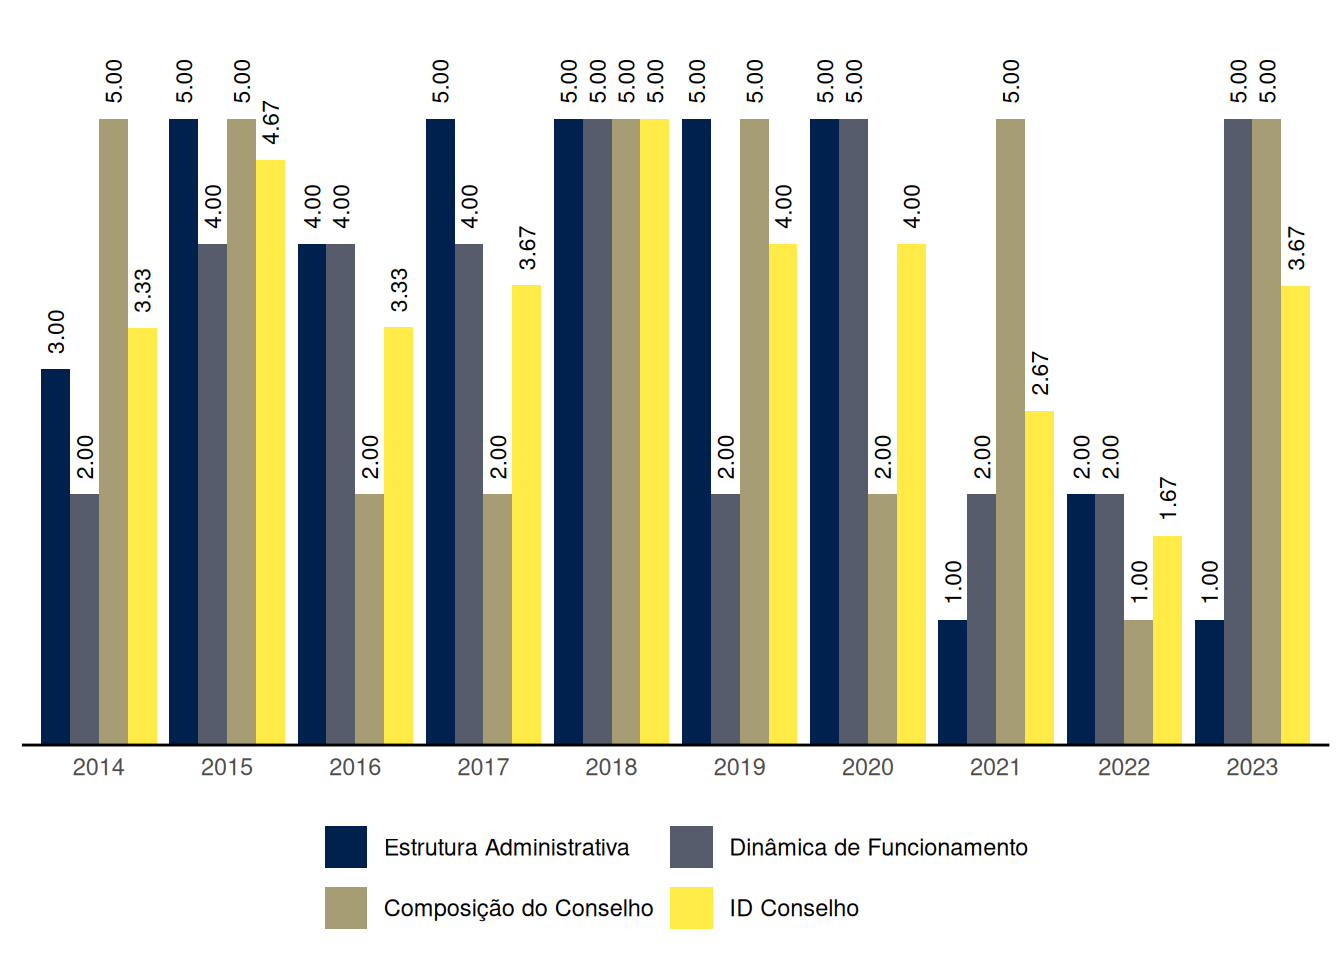 3.00 2.00 5.00 3.33 5.00 4.00 5.00 4.67 4.00 4.00 2.00 3.33 5.00 4.00 2.00 3.67 5.00 5.00 5.00 5.00 5.00 2.00 5.00 4.00 5.00 5.00 2.00 4.00 1.00 2.00 5.00 2.67 2.00 2.00 1.00 1.67 1.00 5.00 5.00 3.67
2014 2015 2016 2017 2018 2019 2020 2021 2022 2023
Estrutura Administrativa Dinâmica de Funcionamento
Composição do Conselho ID Conselho